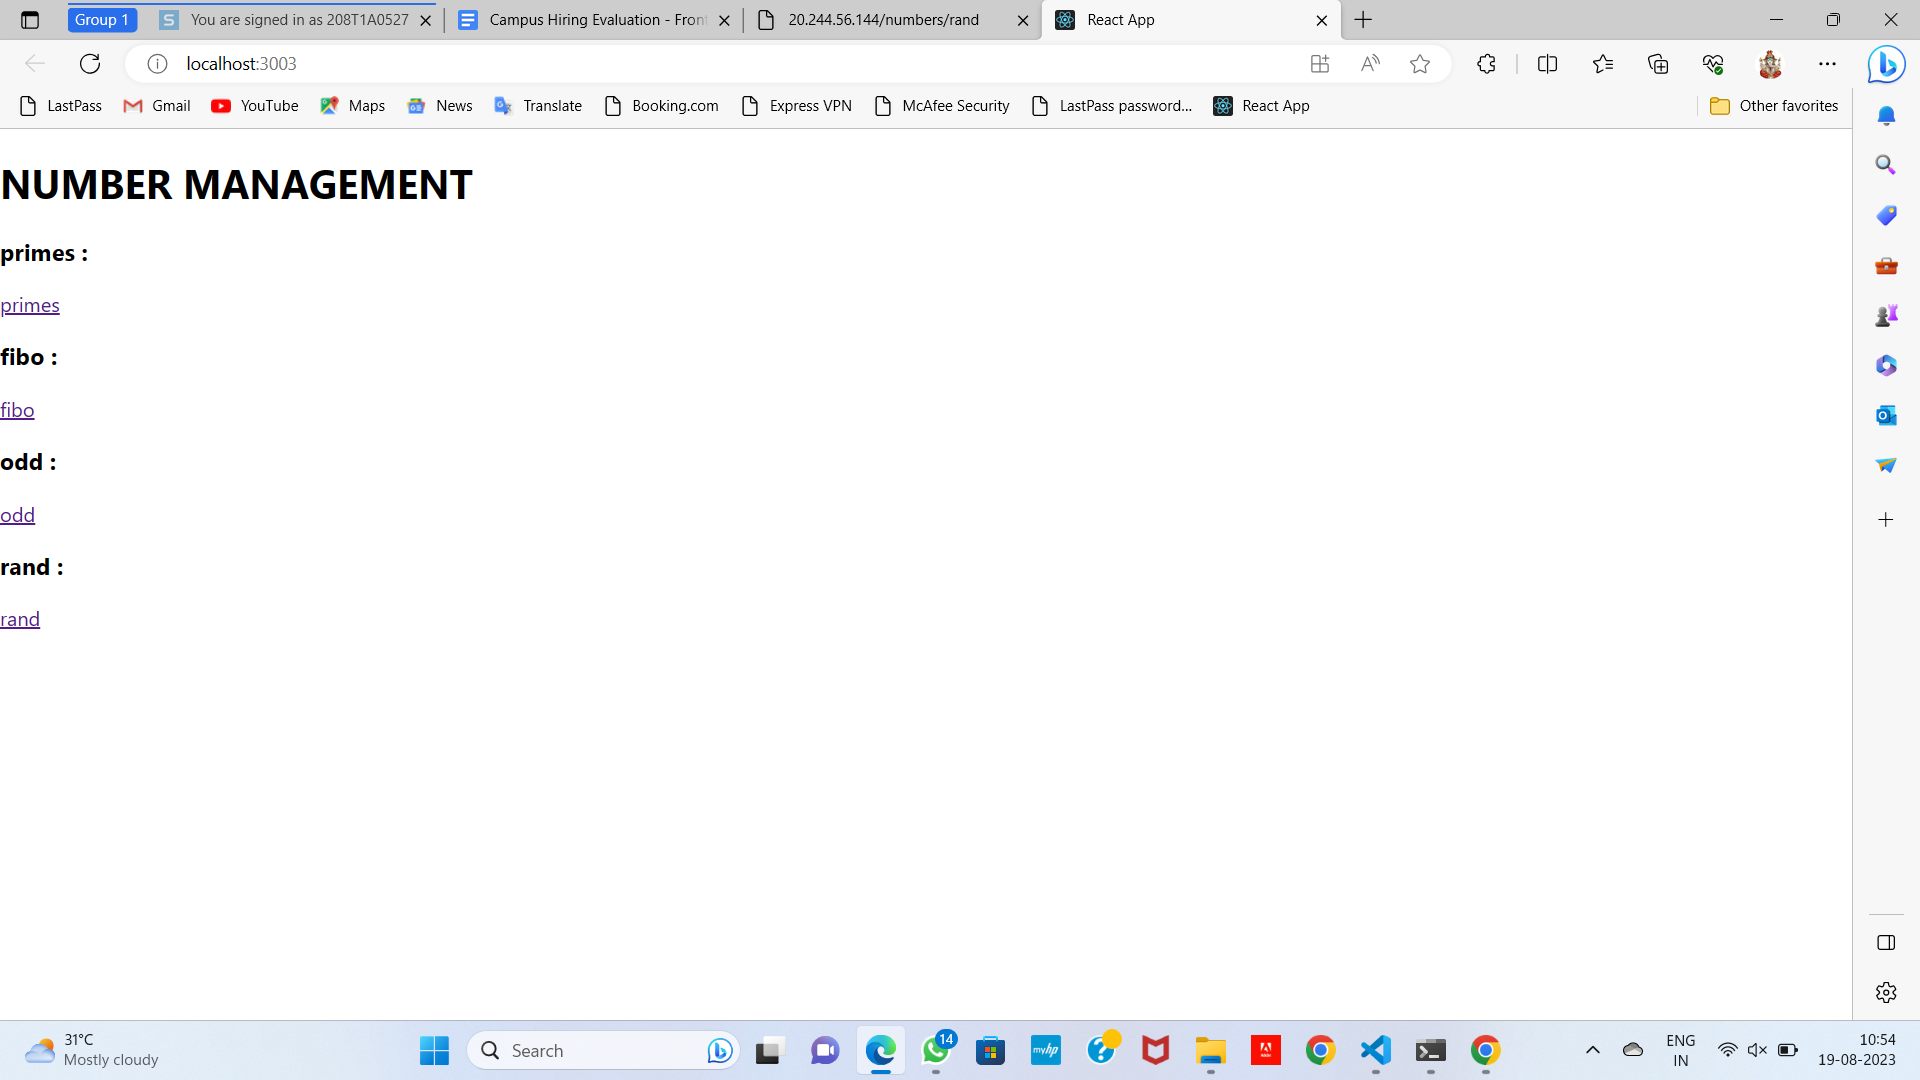 Group 1
You are signed in as 208T1A0527
Campus Hiring Evaluation - Front
20.244.56.144/numbers/rand
React App
localhost:3003
LastPass
Gmail
YouTube
Maps
News
Translate
Booking.com
Express VPN
McAfee Security
LastPass password...
React App
Other favorites
NUMBER MANAGEMENT
primes :
primes
fibo :
fibo
odd :
odd
rand :
rand
31°C
Mostly cloudy
Search
14
myhp
ENG
IN
10:54
19-08-2023